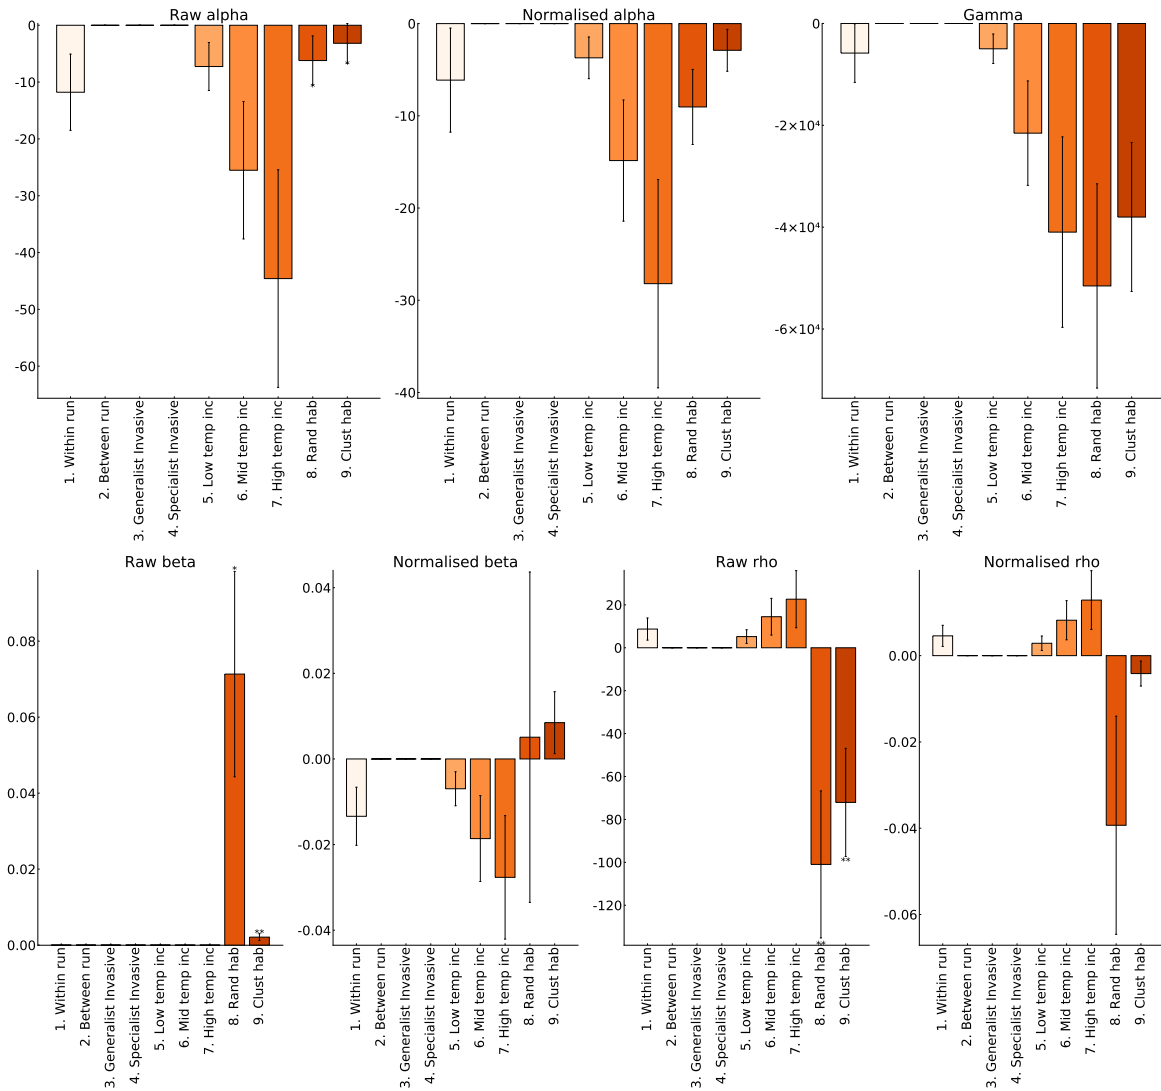 Raw alpha
0
-10
-20
-30
-40
-50
-60
*
*
1. Within run
2. Between run
3. Generalist Invasive
4. Specialist Invasive
5. Low temp inc
6. Mid temp inc
7. High temp inc
8. Rand hab
9. Clust hab
Normalised alpha
0
-10
-20
-30
-40
1. Within run
2. Between run
3. Generalist Invasive
4. Specialist Invasive
5. Low temp inc
6. Mid temp inc
7. High temp inc
8. Rand hab
9. Clust hab
Gamma
0
-2×10⁴
-4×10⁴
-6×10⁴
1. Within run
2. Between run
3. Generalist Invasive
4. Specialist Invasive
5. Low temp inc
6. Mid temp inc
7. High temp inc
8. Rand hab
9. Clust hab
Raw beta
*
0.08
0.06
0.04
0.02
**
0.00
1. Within run
2. Between run
3. Generalist Invasive
4. Specialist Invasive
5. Low temp inc
6. Mid temp inc
7. High temp inc
8. Rand hab
9. Clust hab
Normalised beta
0.04
0.02
0.00
-0.02
-0.04
1. Within run
2. Between run
3. Generalist Invasive
4. Specialist Invasive
5. Low temp inc
6. Mid temp inc
7. High temp inc
8. Rand hab
9. Clust hab
Raw rho
20
0
-20
-40
-60
-80
-100
**
-120
**
1. Within run
2. Between run
3. Generalist Invasive
4. Specialist Invasive
5. Low temp inc
6. Mid temp inc
7. High temp inc
8. Rand hab
9. Clust hab
Normalised rho
0.00
-0.02
-0.04
-0.06
1. Within run
2. Between run
3. Generalist Invasive
4. Specialist Invasive
5. Low temp inc
6. Mid temp inc
7. High temp inc
8. Rand hab
9. Clust hab